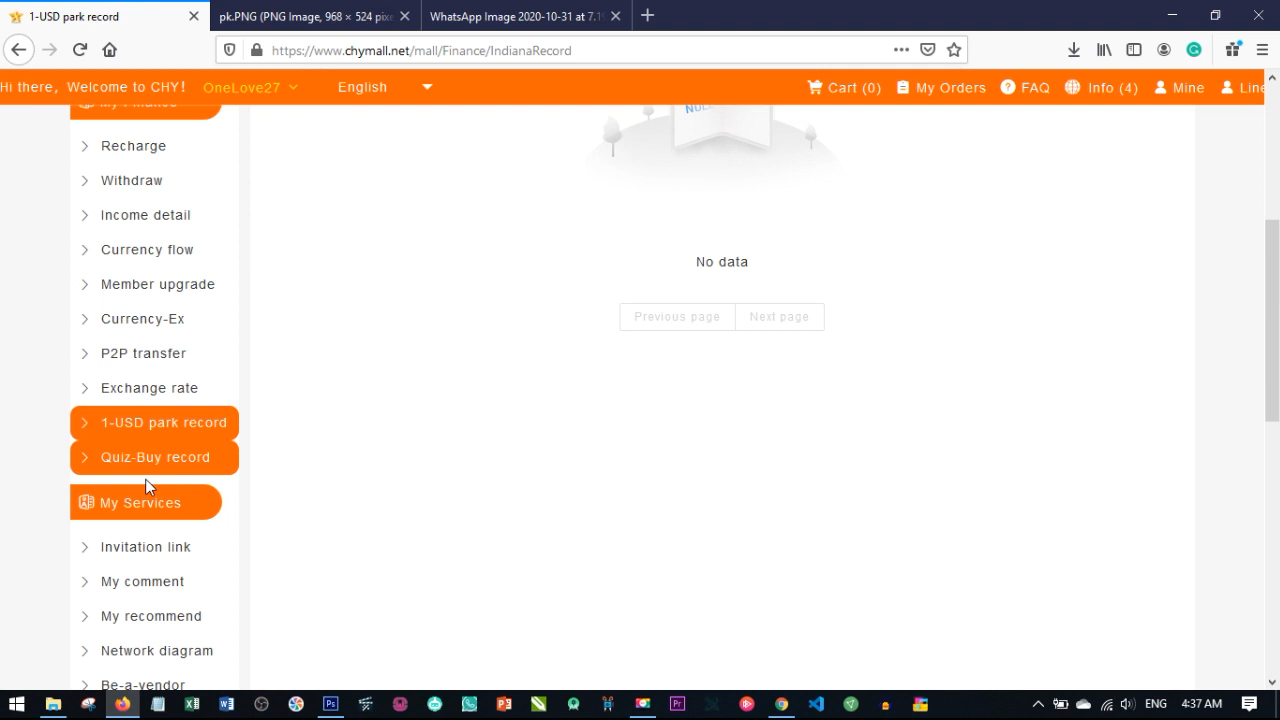 1-USD park record
pk.PNG (PNG Image, 968 × 524 pixe
WhatsApp Image 2020-10-31 at 7.1
https://www.chymall.net/mall/Finance/IndianaRecord
Hi there, Welcome to CHY! OneLove27 English Cart (0) My Orders FAQ Info (4) Mine Line
My Finance
Recharge
Withdraw
Income detail
Currency flow
Member upgrade
Currency-Ex
P2P transfer
Exchange rate
1-USD park record
Quiz-Buy record
My Services
Invitation link
My comment
My recommend
Network diagram
Be-a-vendor
No data
Previous page Next page
ENG 4:37 AM